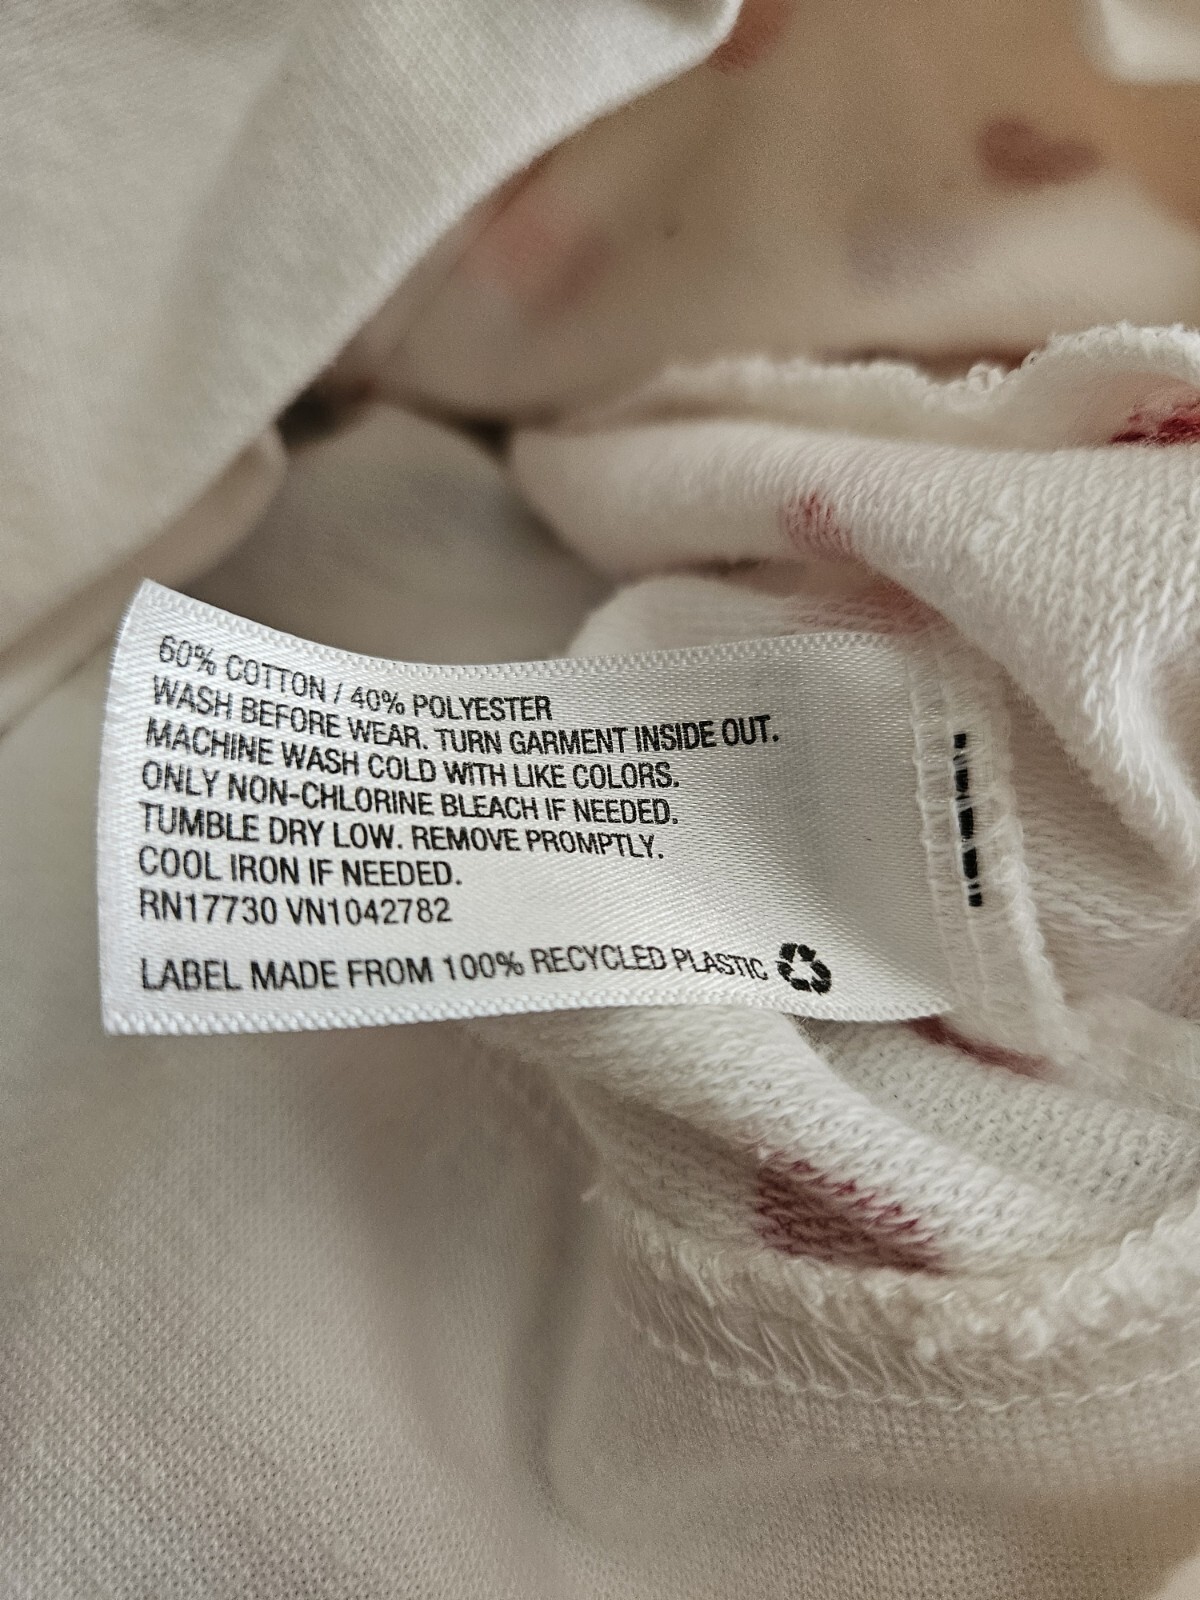 60% COTTON / 40% POLYESTER
WASH BEFORE WEAR. TURN GARMENT INSIDE OUT.
MACHINE WASH COLD WITH LIKE COLORS.
ONLY NON-CHLORINE BLEACH IF NEEDED.
TUMBLE DRY LOW. REMOVE PROMPTLY.
COOL IRON IF NEEDED.
RN17730 VN1042782
LABEL MADE FROM 100% RECYCLED PLASTIC